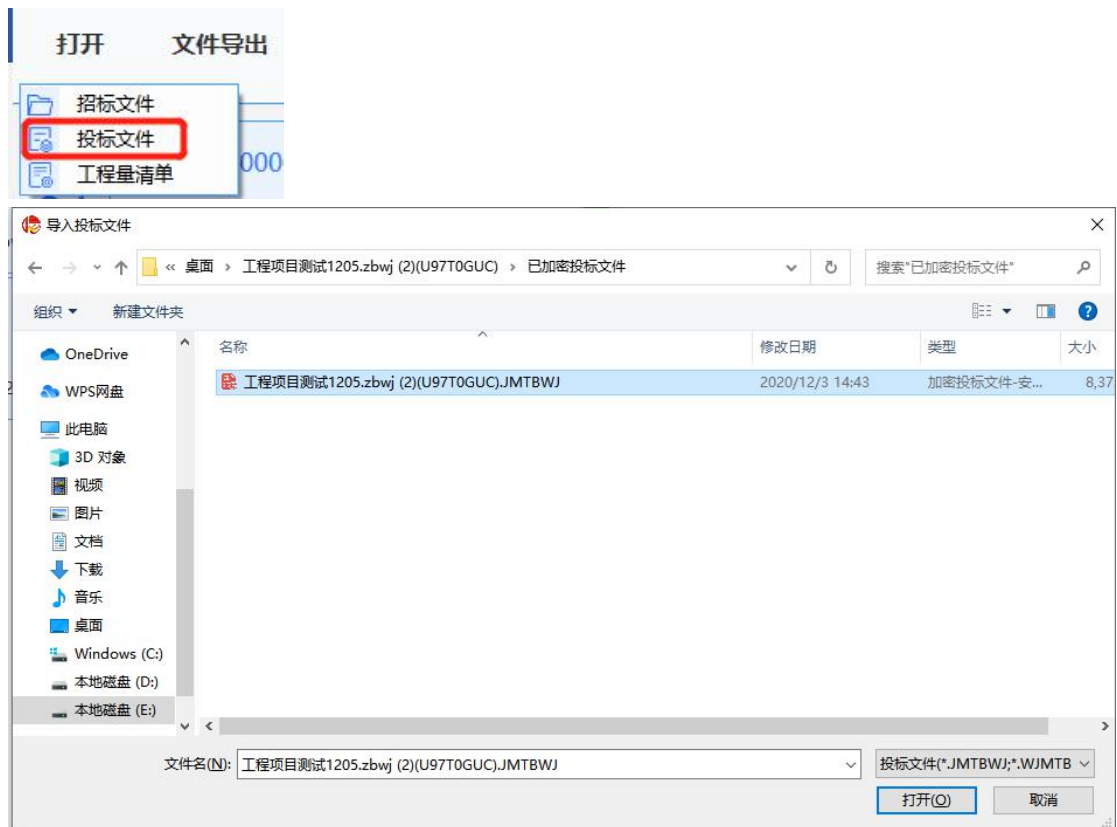 打开 文件导出
招标文件
投标文件
000
工程量清单
导入投标文件
« 桌面 › 工程项目测试1205.zbwj (2)(U97T0GUC) › 已加密投标文件
搜索"已加密投标文件"
组织 新建文件夹
名称 修改日期 类型 大小
OneDrive
工程项目测试1205.zbwj (2)(U97T0GUC).JMTBWJ 2020/12/3 14:43 加密投标文件-安... 8,37
WPS网盘
此电脑
3D 对象
视频
图片
文档
下载
音乐
桌面
Windows (C:)
本地磁盘 (D:)
本地磁盘 (E:)
文件名(N): 工程项目测试1205.zbwj (2)(U97T0GUC).JMTBWJ 投标文件(*.JMTBWJ;*.WJMTB
打开(O) 取消